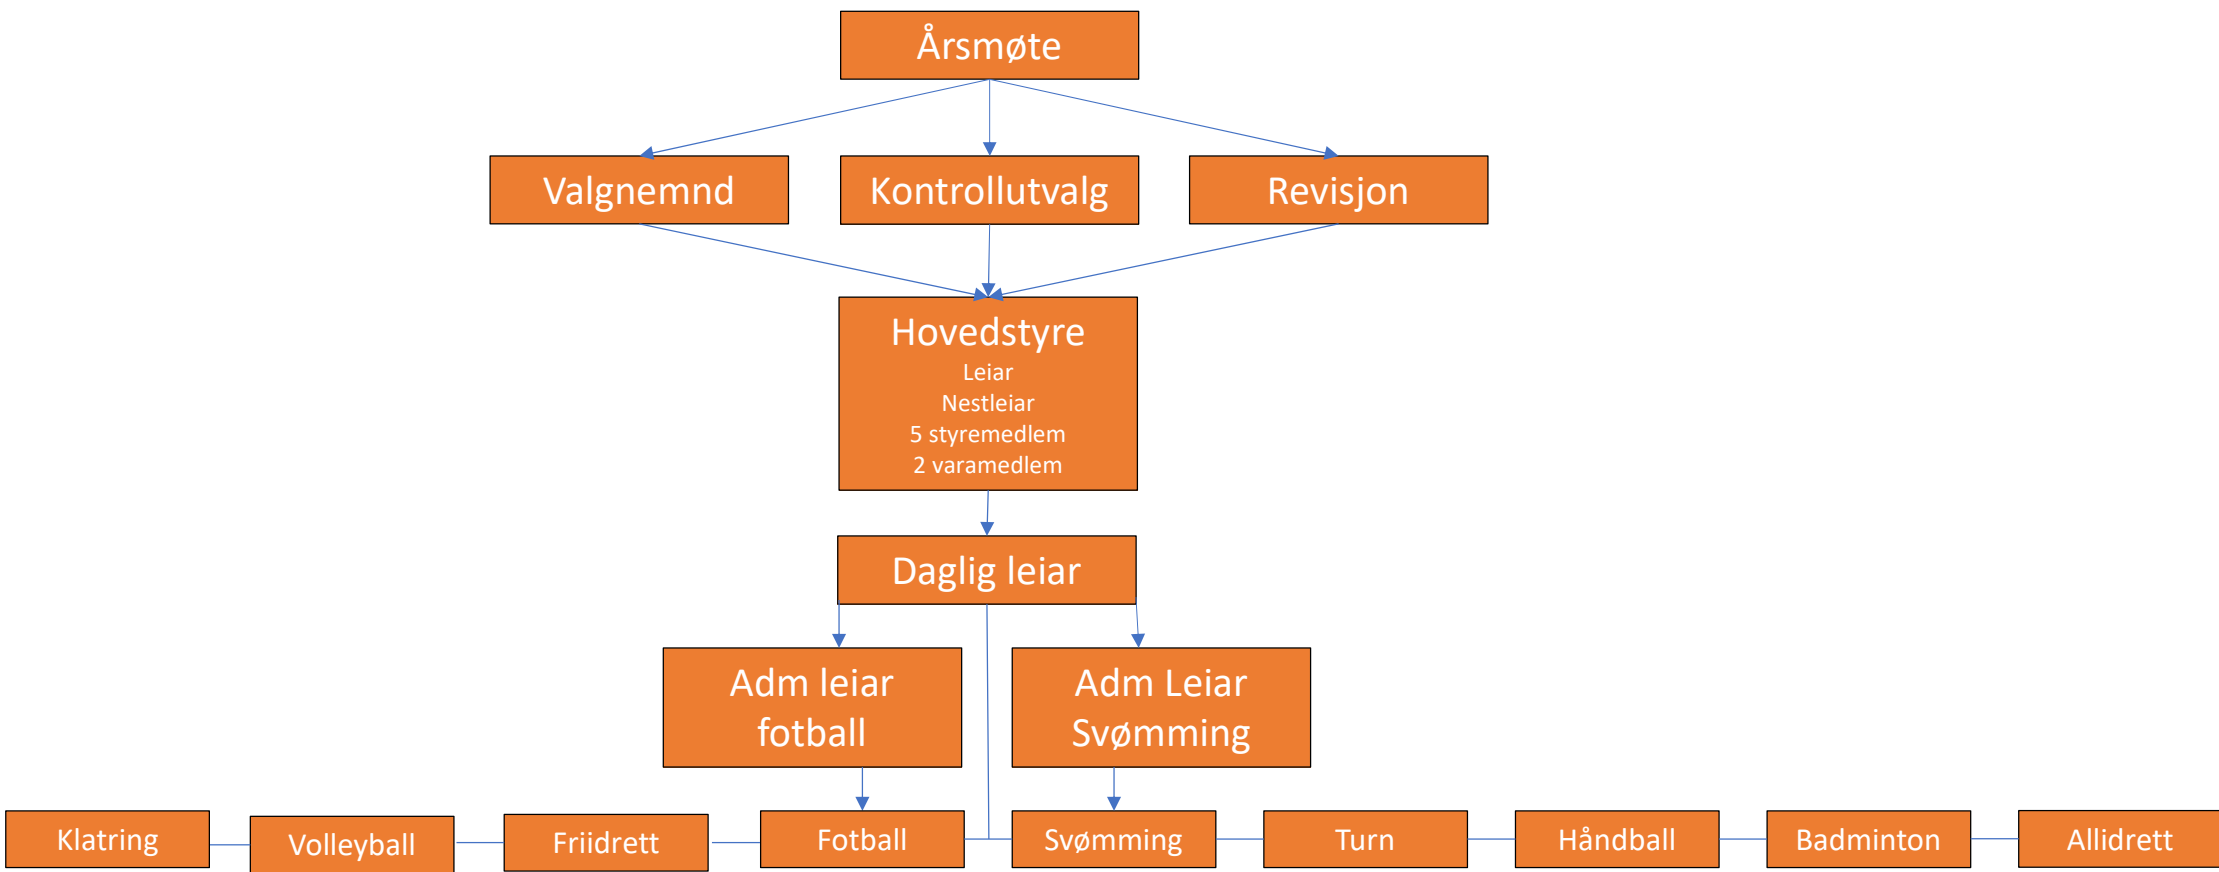 Årsmøte
Valgnemnd
Kontrollutvalg
Revisjon
Hovedstyre
Leiar
Nestleiar
5 styremedlem
2 varamedlem
Daglig leiar
Adm leiar
fotball
Adm Leiar
Svømming
Klatring
Volleyball
Friidrett
Fotball
Svømming
Turn
Håndball
Badminton
Allidrett